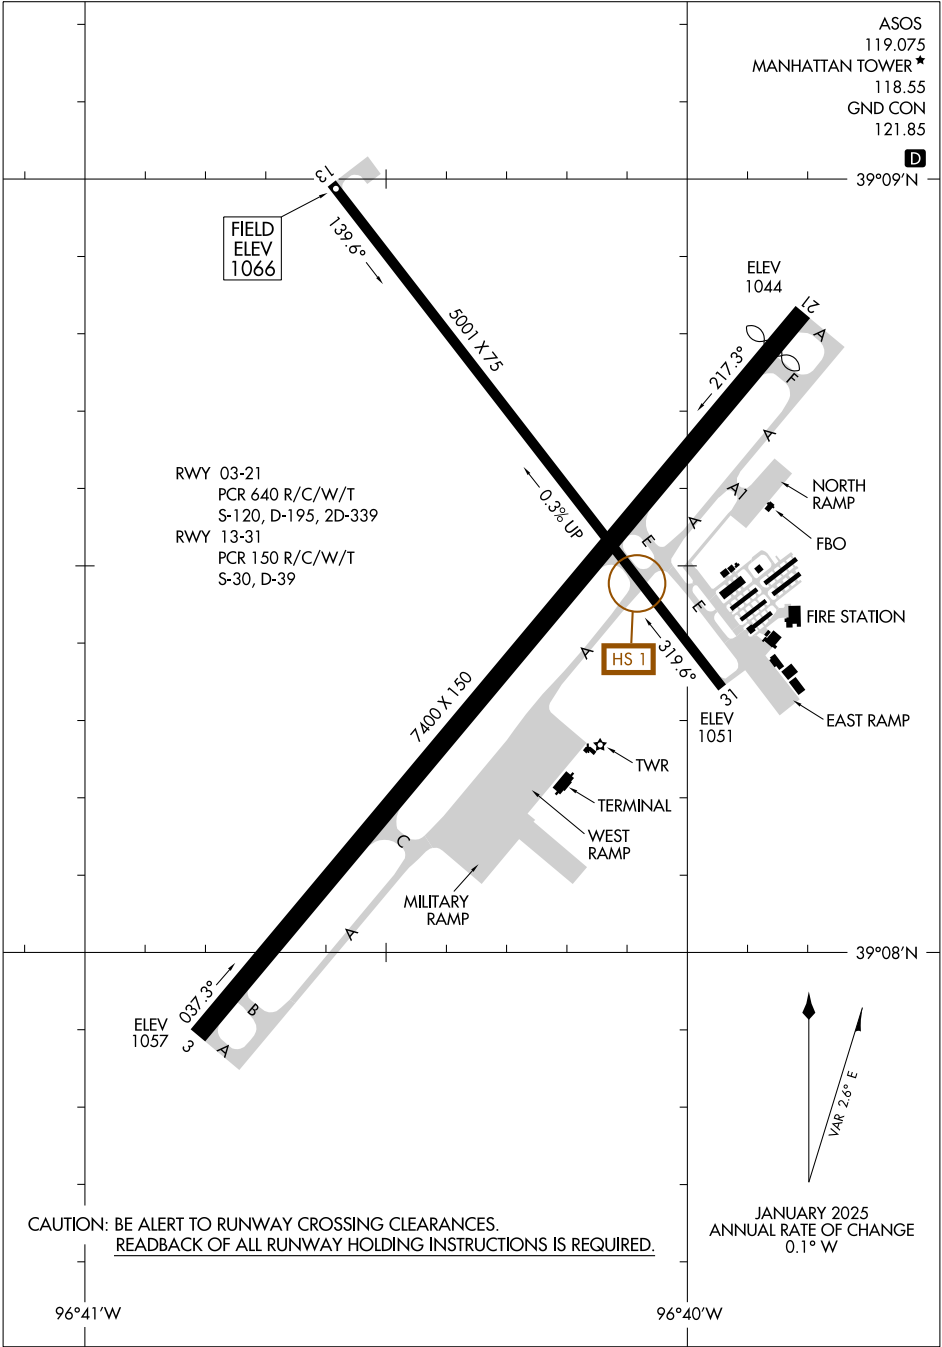 ASOS
119.075
MANHATTAN TOWER★
118.55
GND CON
121.85
D
39°09'N
13
FIELD
ELEV
1066
139.6°
ELEV
1044
21
A
5001 X 75
217.3°
F
A
RWY 03-21
PCR 640 R/C/W/T
S-120, D-195, 2D-339
RWY 13-31
PCR 150 R/C/W/T
S-30, D-39
0.3% UP
A1
NORTH
RAMP
A
FBO
E
E
FIRE STATION
HS 1
A
319.6°
31
ELEV
1051
EAST RAMP
7400 X 150
TWR
TERMINAL
WEST
RAMP
C
MILITARY
RAMP
A
39°08'N
037.3°
B
ELEV
1057
3
A
VAR 2.6° E
JANUARY 2025
ANNUAL RATE OF CHANGE
0.1° W
CAUTION: BE ALERT TO RUNWAY CROSSING CLEARANCES.
READBACK OF ALL RUNWAY HOLDING INSTRUCTIONS IS REQUIRED.
96°41'W
96°40'W